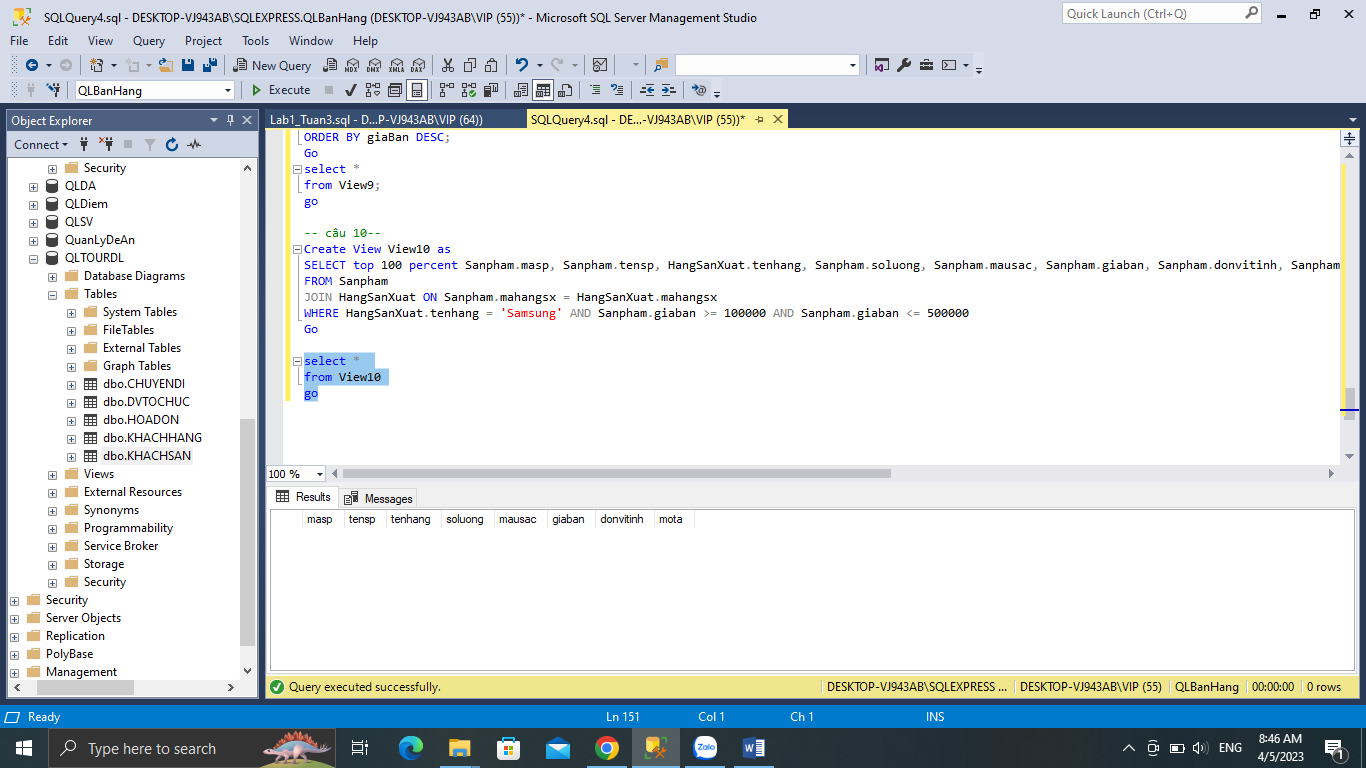 SQLQuery4.sql - DESKTOP-VJ943AB\SQLEXPRESS.QLBanHang (DESKTOP-VJ943AB\VIP (55))* - Microsoft SQL Server Management Studio
Quick Launch (Ctrl+Q)
File Edit View Query Project Tools Window Help
New Query MDX DMX XMLA DAX
QLBanHang Execute
Object Explorer
Lab1_Tuan3.sql - D...P-VJ943AB\VIP (64))
SQLQuery4.sql - DE...-VJ943AB\VIP (55))*
Connect
Security
QLDA
QLDiem
QLSV
QuanLyDeAn
QLTOURDL
Database Diagrams
Tables
System Tables
FileTables
External Tables
Graph Tables
dbo.CHUYENDI
dbo.DVTOCHUC
dbo.HOADON
dbo.KHACHHANG
dbo.KHACHSAN
Views
External Resources
Synonyms
Programmability
Service Broker
Storage
Security
Security
Server Objects
Replication
PolyBase
Management
ORDER BY giaBan DESC;
Go
select *
from View9;
go
-- câu 10--
Create View View10 as
SELECT top 100 percent Sanpham.masp, Sanpham.tensp, HangSanXuat.tenhang, Sanpham.soluong, Sanpham.mausac, Sanpham.giaban, Sanpham.donvitinh, Sanpham
FROM Sanpham
JOIN HangSanXuat ON Sanpham.mahangsx = HangSanXuat.mahangsx
WHERE HangSanXuat.tenhang = 'Samsung' AND Sanpham.giaban >= 100000 AND Sanpham.giaban <= 500000
Go
select *
from View10
go
100 %
Results Messages
masp tensp tenhang soluong mausac giaban donvitinh mota
Query executed successfully.
DESKTOP-VJ943AB\SQLEXPRESS ... DESKTOP-VJ943AB\VIP (55) QLBanHang 00:00:00 0 rows
Ready Ln 151 Col 1 Ch 1 INS
Type here to search
Zalo
ENG
8:46 AM
4/5/2023
1